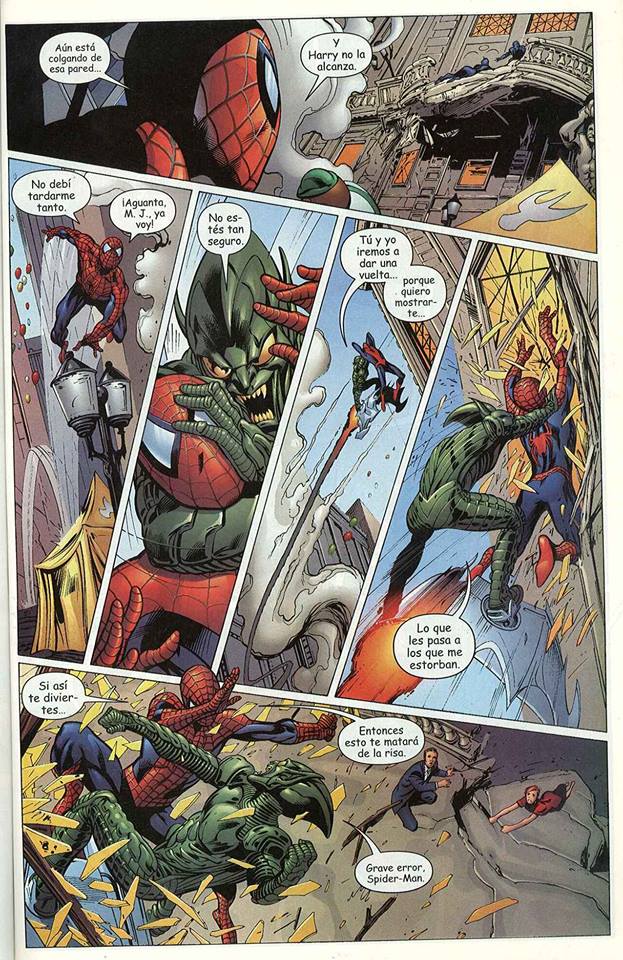 Aún está
colgando de
esa pared...
Y
Harry no la
alcanza.
No debí
tardarme
tanto.
¡Aguanta,
M. J., ya
voy!
No es-
tés tan
seguro.
Tú y yo
iremos a
dar una
vuelta...
porque
quiero
mostrar-
te...
Lo que
les pasa a
los que me
estorban.
Si así
te divier-
tes...
Entonces
esto te matará
de la risa.
Grave error,
Spider-Man.